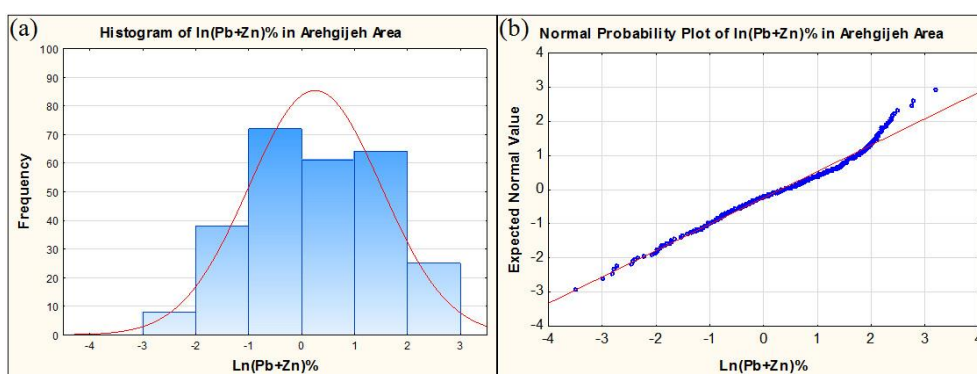 (a)
Histogram of ln(Pb+Zn)% in Arehgijeh Area
100
90
80
70
60
50
40
30
20
10
0
Frequency
-4 -3 -2 -1 0 1 2 3
Ln(Pb+Zn)%
(b)
Normal Probability Plot of ln(Pb+Zn)% in Arehgijeh Area
4
3
2
1
0
-1
-2
-3
-4
Expected Normal Value
-4 -3 -2 -1 0 1 2 3 4
Ln(Pb+Zn)%